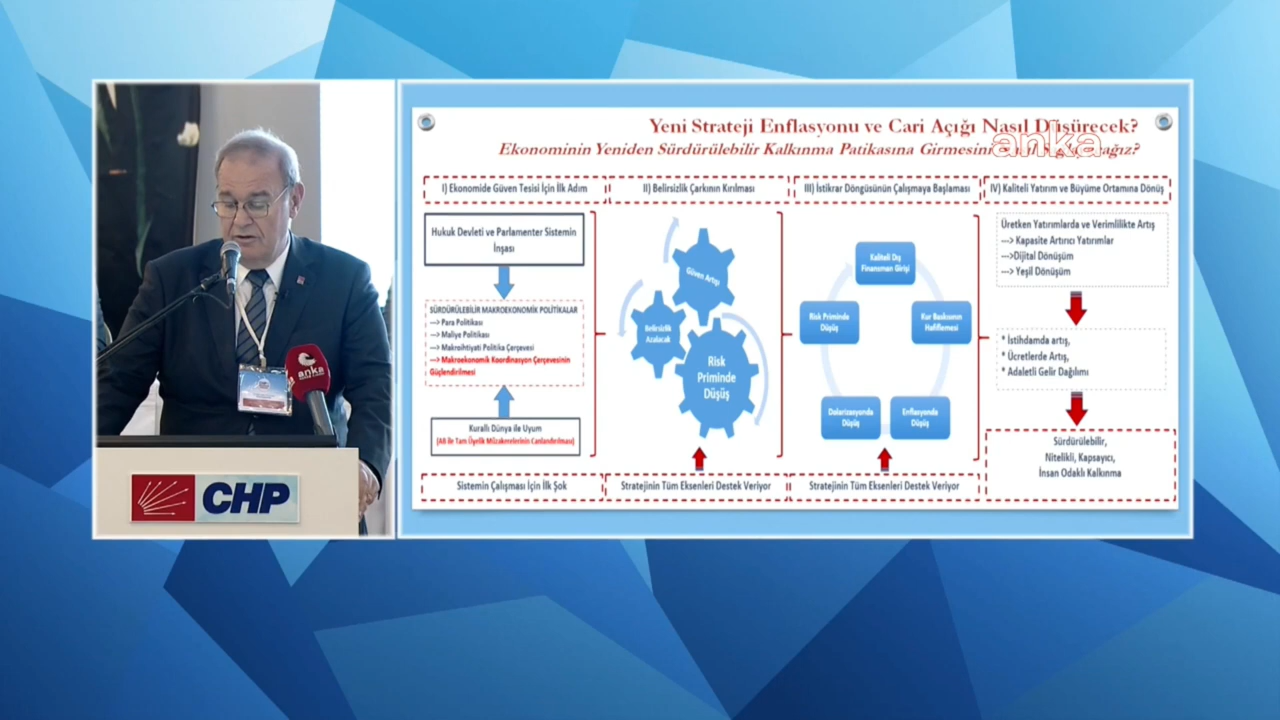 Yeni Strateji Enflasyonu ve Cari Açığı Nasıl Düşürecek?
Ekonominin Yeniden Sürdürülebilir Kalkınma Patikasına Girmesini
anka
I) Ekonomide Güven Tesisi İçin İlk Adım
II) Belirsizlik Çarkının Kırılması
III) İstikrar Döngüsünün Çalışmaya Başlaması
IV) Kaliteli Yatırım ve Büyüme Ortamına Dönüş
Hukuk Devleti ve Parlamenter Sistemin
İnşası
SÜRDÜRÜLEBİLİR MAKROEKONOMİK POLİTİKALAR
---> Para Politikası
---> Maliye Politikası
---> Makroihtiyati Politika Çerçevesi
---> Makroekonomik Koordinasyon Çerçevesinin
Güçlendirilmesi
Kurallı Dünya ile Uyum
(AB ile Tam Üyelik Müzakerelerinin Canlandırılması)
Sistemin Çalışması İçin İlk Şok
Güven Artışı
Belirsizlik
Azalacak
Risk
Priminde
Düşüş
Stratejinin Tüm Eksenleri Destek Veriyor
Kaliteli Dış
Finansman Girişi
Risk Priminde
Düşüş
Kur Baskısının
Hafiflemesi
Dolarizasyonda
Düşüş
Enflasyonda
Düşüş
Stratejinin Tüm Eksenleri Destek Veriyor
Üretken Yatırımlarda ve Verimlilikte Artış
---> Kapasite Artırıcı Yatırımlar
--->Dijital Dönüşüm
---> Yeşil Dönüşüm
* İstihdamda artış,
* Ücretlerde Artış,
* Adaletli Gelir Dağılımı
Sürdürülebilir,
Nitelikli, Kapsayıcı,
İnsan Odaklı Kalkınma
anka
CHP